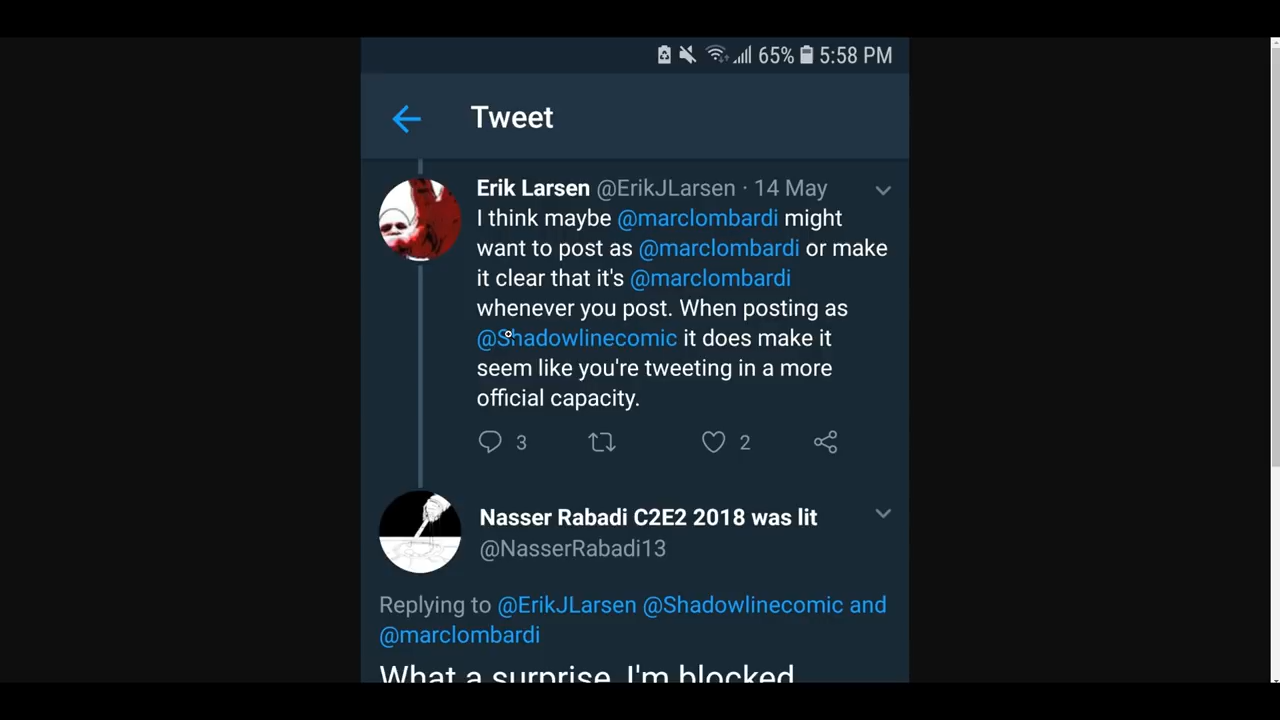 65% 5:58 PM
Tweet
Erik Larsen @ErikJLarsen · 14 May
I think maybe @marclombardi might
want to post as @marclombardi or make
it clear that it's @marclombardi
whenever you post. When posting as
@Shadowlinecomic it does make it
seem like you're tweeting in a more
official capacity.
3 2
Nasser Rabadi C2E2 2018 was lit
@NasserRabadi13
Replying to @ErikJLarsen @Shadowlinecomic and
@marclombardi
What a surprise, I'm blocked